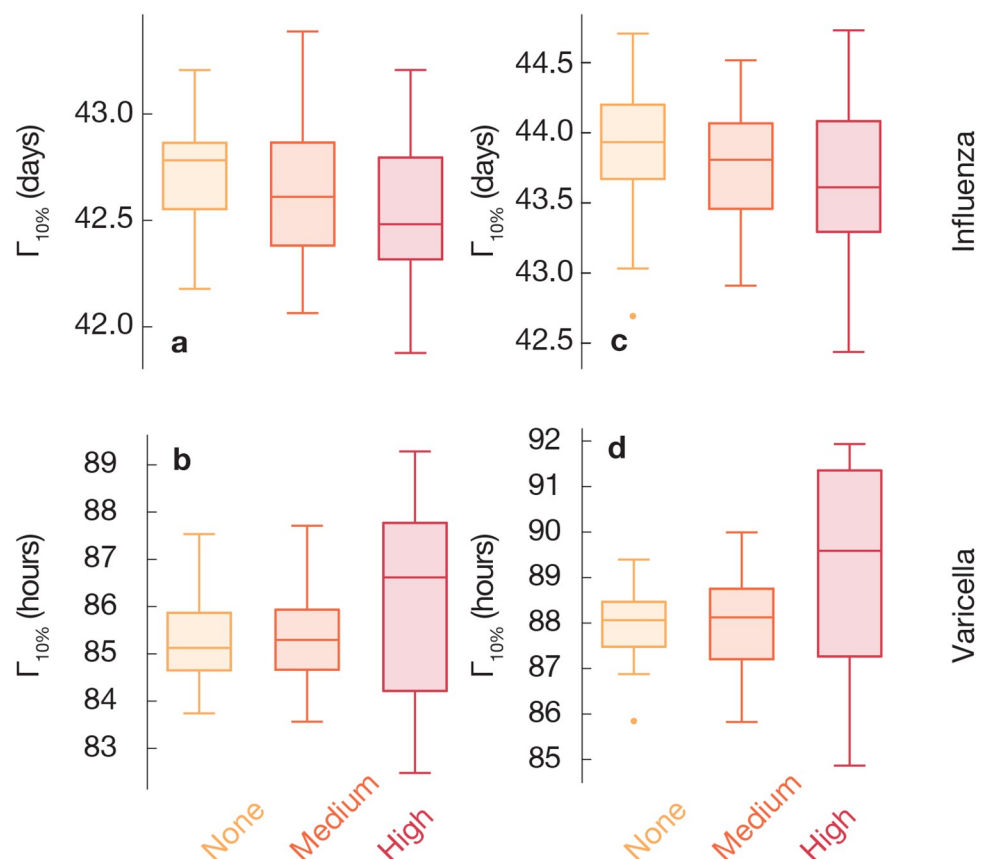 43.0
42.5
42.0
Γ10% (days)
a
44.5
44.0
43.5
43.0
42.5
Γ10% (days)
c
Influenza
89
88
87
86
85
84
83
Γ10% (hours)
b
92
91
90
89
88
87
86
85
Γ10% (hours)
d
Varicella
None
Medium
High
None
Medium
High